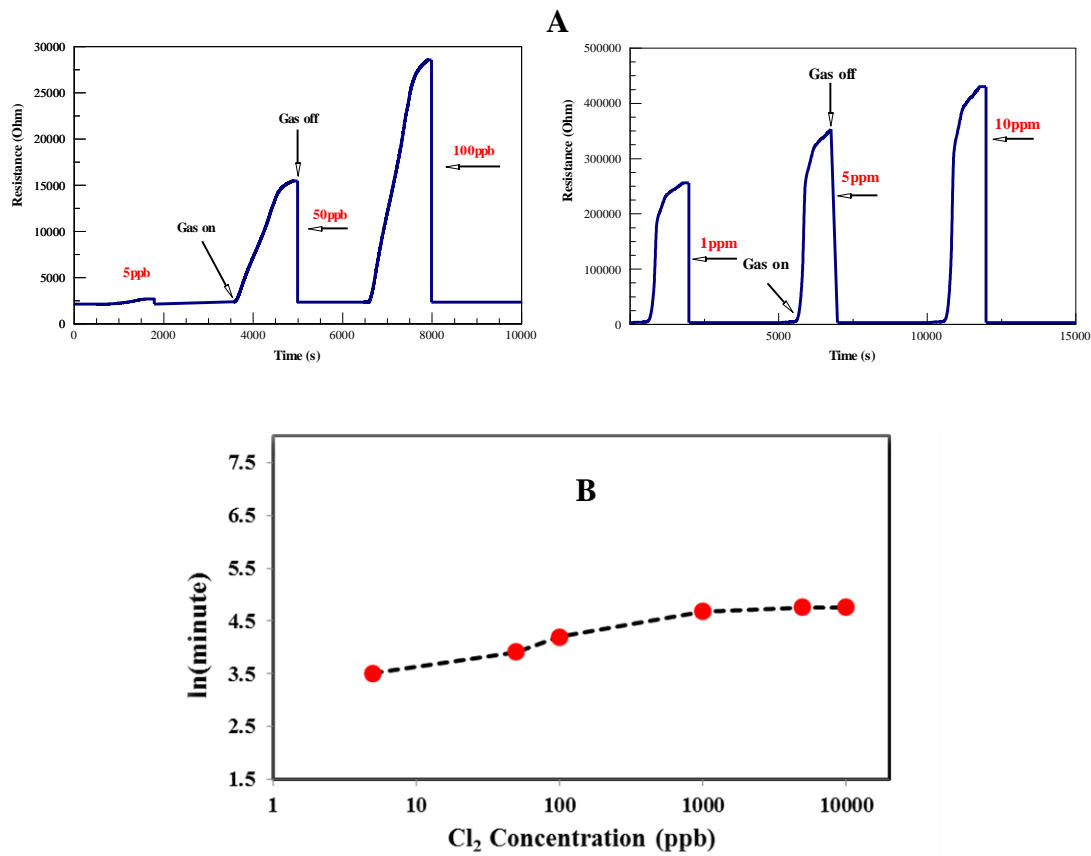 A
30000
25000
20000
15000
10000
5000
0
Resistance (Ohm)
0
2000
4000
6000
8000
10000
Time (s)
5ppb
Gas on
Gas off
50ppb
100ppb
500000
400000
300000
200000
100000
0
Resistance (Ohm)
5000
10000
15000
Time (s)
1ppm
Gas on
Gas off
5ppm
10ppm
B
7.5
6.5
5.5
4.5
3.5
2.5
1.5
ln(minute)
1
10
100
1000
10000
Cl₂ Concentration (ppb)